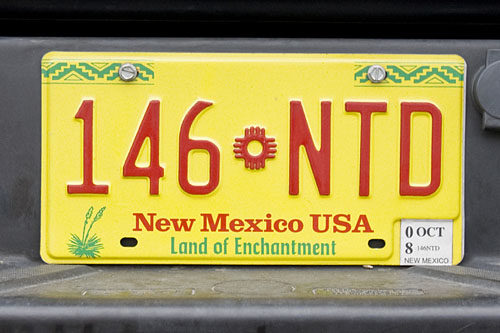 146 NTD
New Mexico USA
Land of Enchantment
0 OCT
8 146NTD
NEW MEXICO